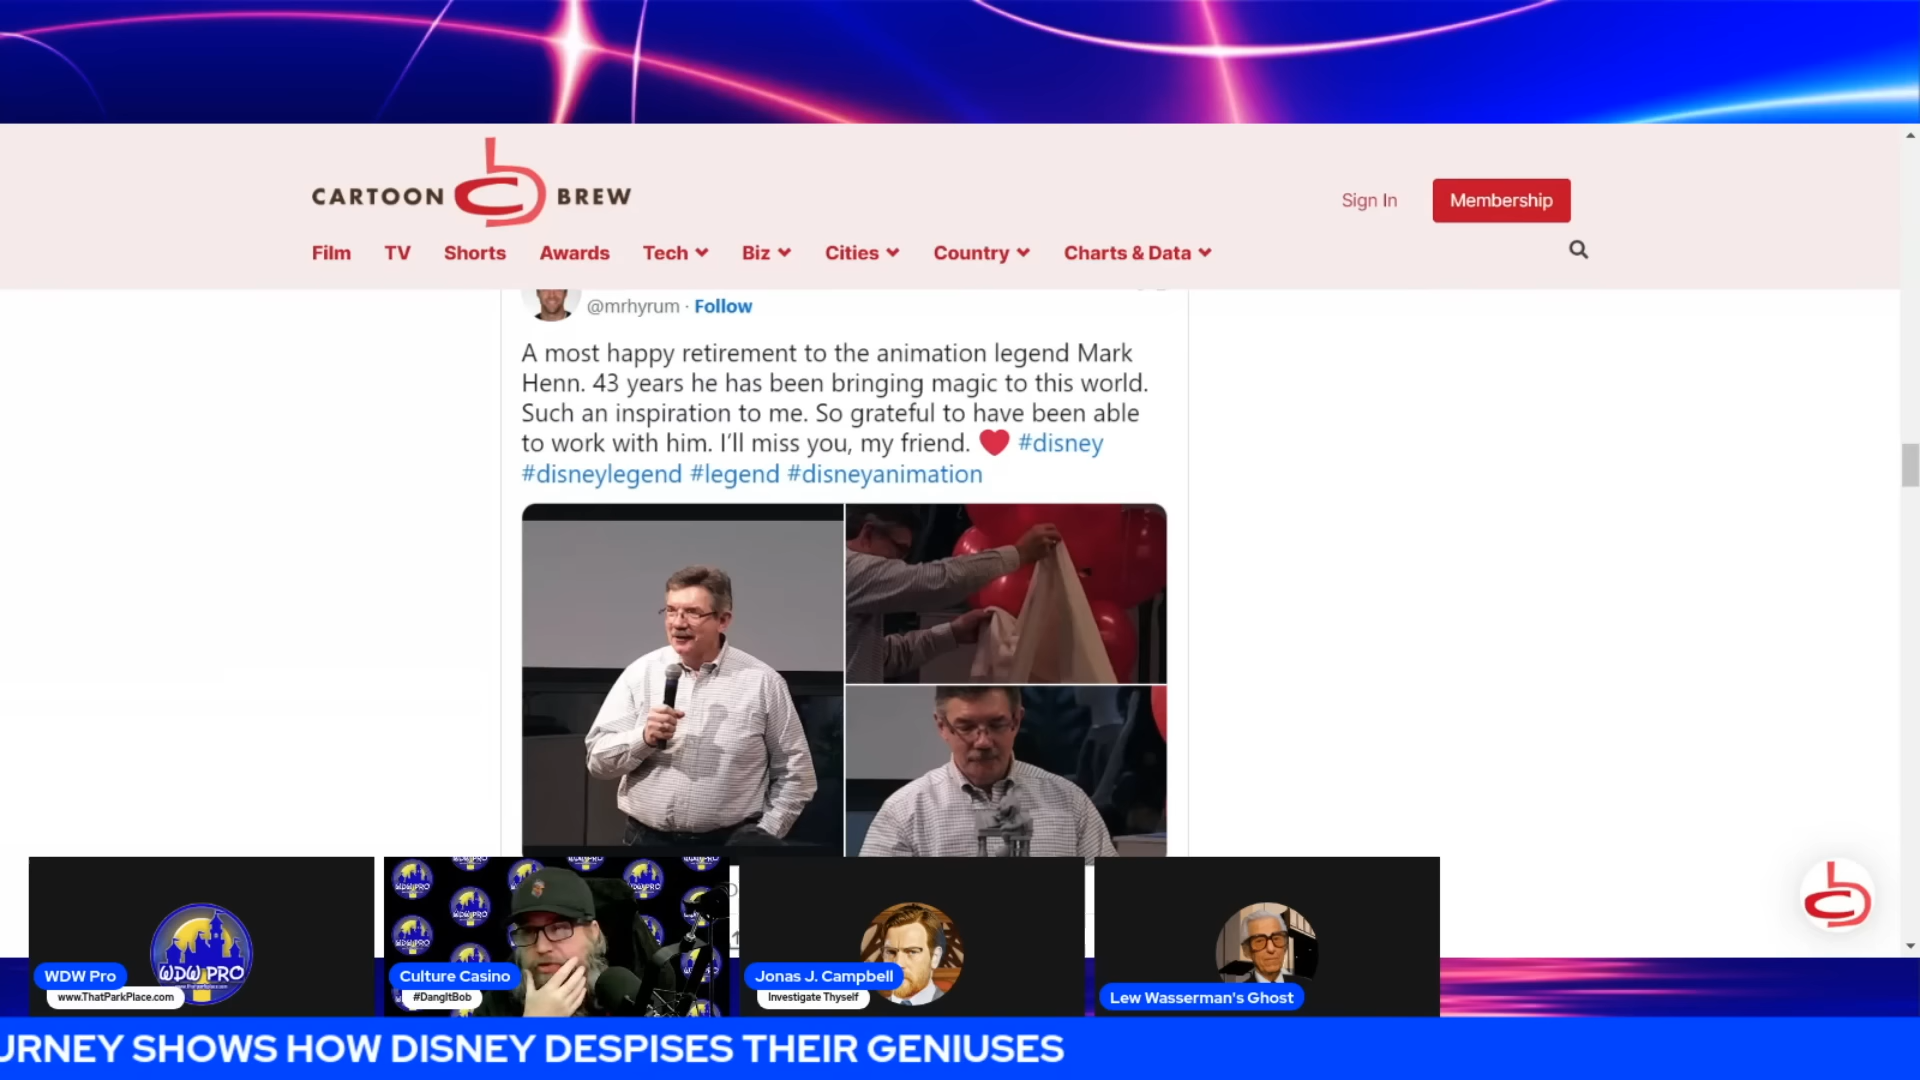 CARTOON BREW
Sign In
Membership
Film TV Shorts Awards Tech Biz Cities Country Charts & Data
@mrhyrum · Follow
A most happy retirement to the animation legend Mark
Henn. 43 years he has been bringing magic to this world.
Such an inspiration to me. So grateful to have been able
to work with him. I’ll miss you, my friend. ❤️ #disney
#disneylegend #legend #disneyanimation
WDW PRO
WDW Pro
www.ThatParkPlace.com
Culture Casino
#DangItBob
Jonas J. Campbell
Investigate Thyself
Lew Wasserman's Ghost
URNEY SHOWS HOW DISNEY DESPISES THEIR GENIUSES